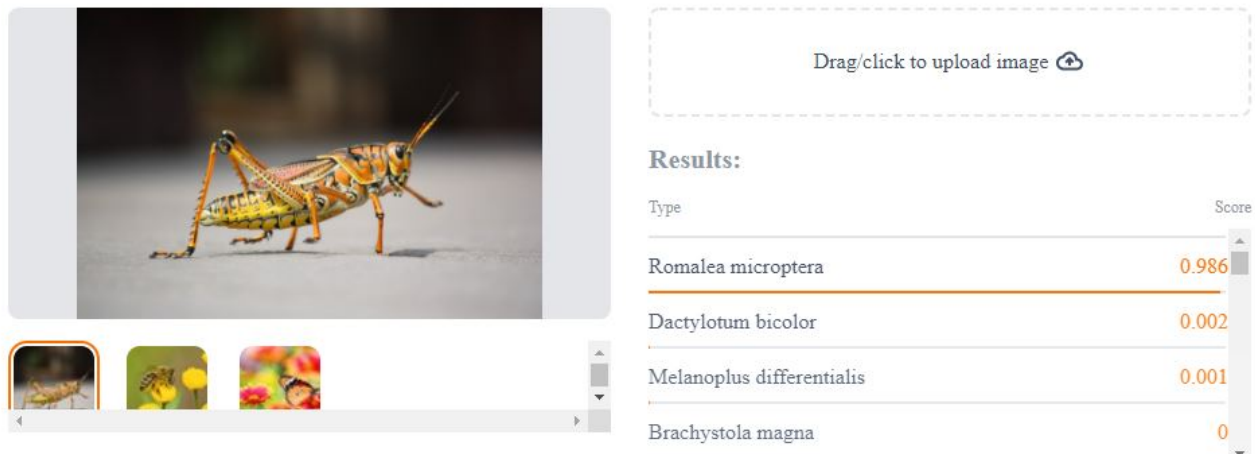 Drag/click to upload image
Results:
Type Score
Romalea microptera 0.986
Dactylotum bicolor 0.002
Melanoplus differentialis 0.001
Brachystola magna 0